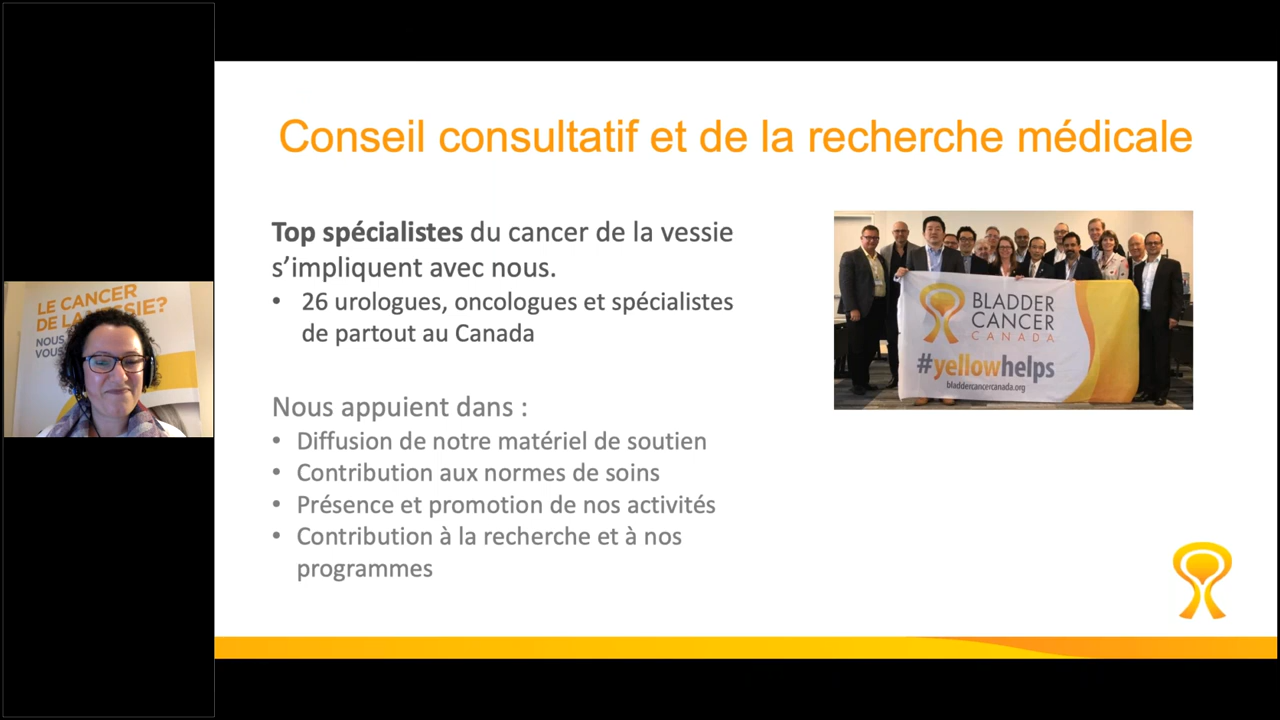 Conseil consultatif et de la recherche médicale
Top spécialistes du cancer de la vessie
s’impliquent avec nous.
• 26 urologues, oncologues et spécialistes
de partout au Canada
Nous appuient dans :
• Diffusion de notre matériel de soutien
• Contribution aux normes de soins
• Présence et promotion de nos activités
• Contribution à la recherche et à nos
programmes
BLADDER
CANCER
CANADA
#yellowhelps
bladdercancercanada.org
LE CANCER
DE LA VESSIE?
NOUS
VOUS